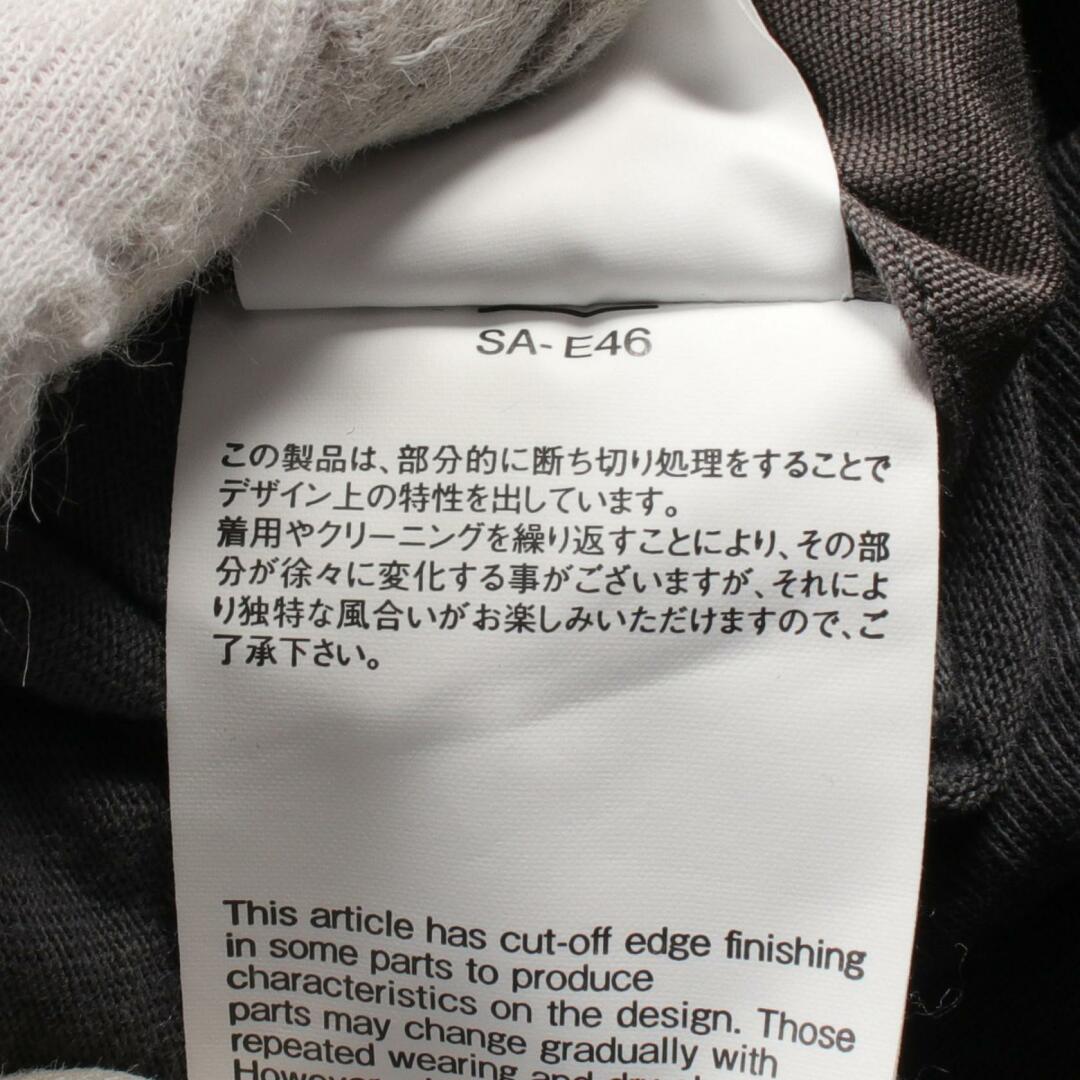 SA-E46
この製品は、部分的に断ち切り処理をすることで
デザイン上の特性を出しています。
着用やクリーニングを繰り返すことにより、その部
分が徐々に変化する事がございますが、それによ
り独特な風合いがお楽しみいただけますので、ご
了承下さい。
This article has cut-off edge finishing
in some parts to produce
characteristics on the design. Those
parts may change gradually with
repeated wearing and
However